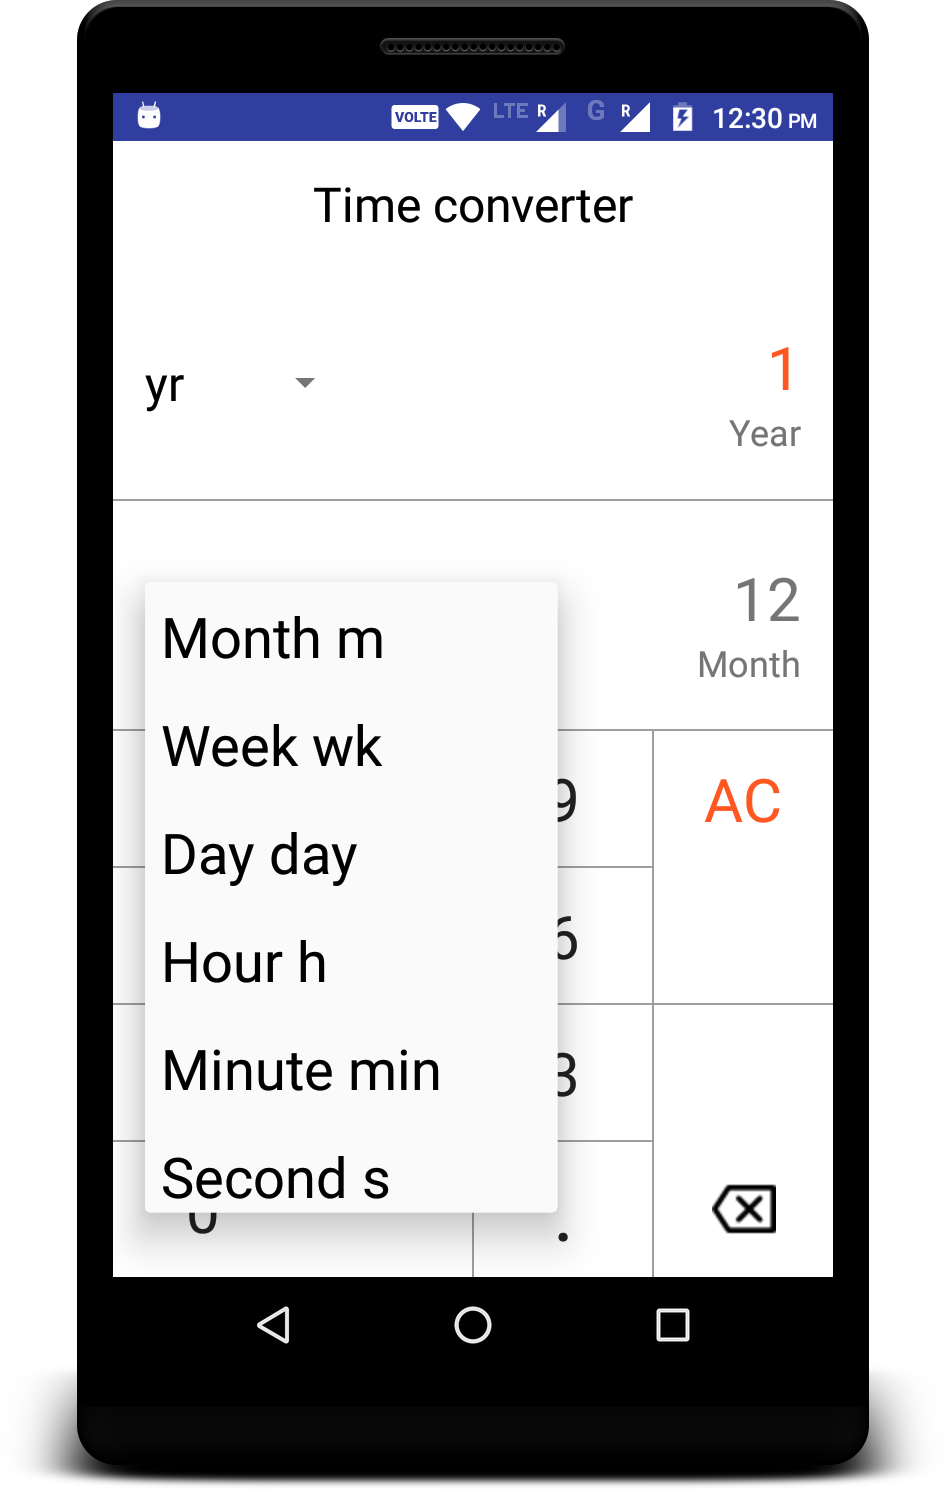 VOLTE LTE R G R 12:30 PM
Time converter
yr
1
Year
12
Month
Month m
Week wk
Day day
Hour h
Minute min
Second s
9
AC
6
3
0
.